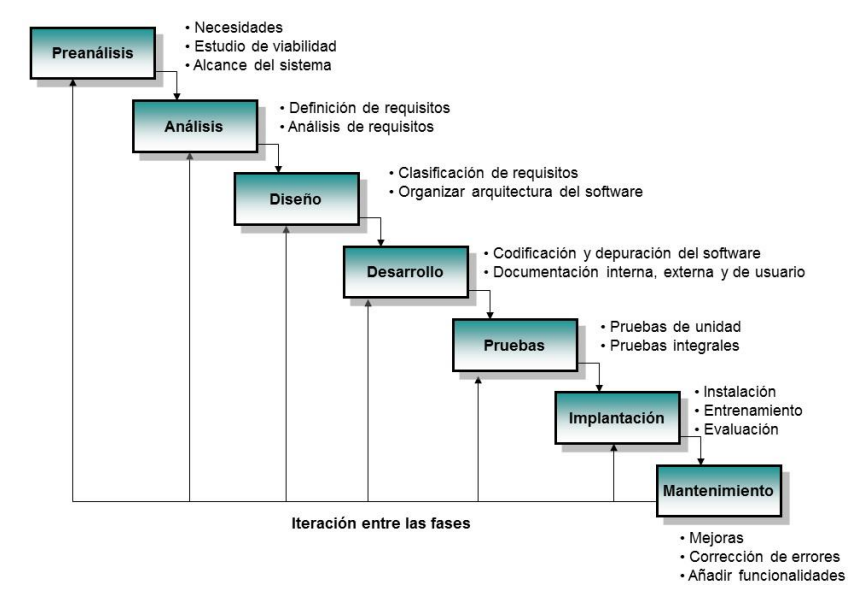 Preanálisis
• Necesidades
• Estudio de viabilidad
• Alcance del sistema
Análisis
• Definición de requisitos
• Análisis de requisitos
Diseño
• Clasificación de requisitos
• Organizar arquitectura del software
Desarrollo
• Codificación y depuración del software
• Documentación interna, externa y de usuario
Pruebas
• Pruebas de unidad
• Pruebas integrales
Implantación
• Instalación
• Entrenamiento
• Evaluación
Mantenimiento
• Mejoras
• Corrección de errores
• Añadir funcionalidades
Iteración entre las fases